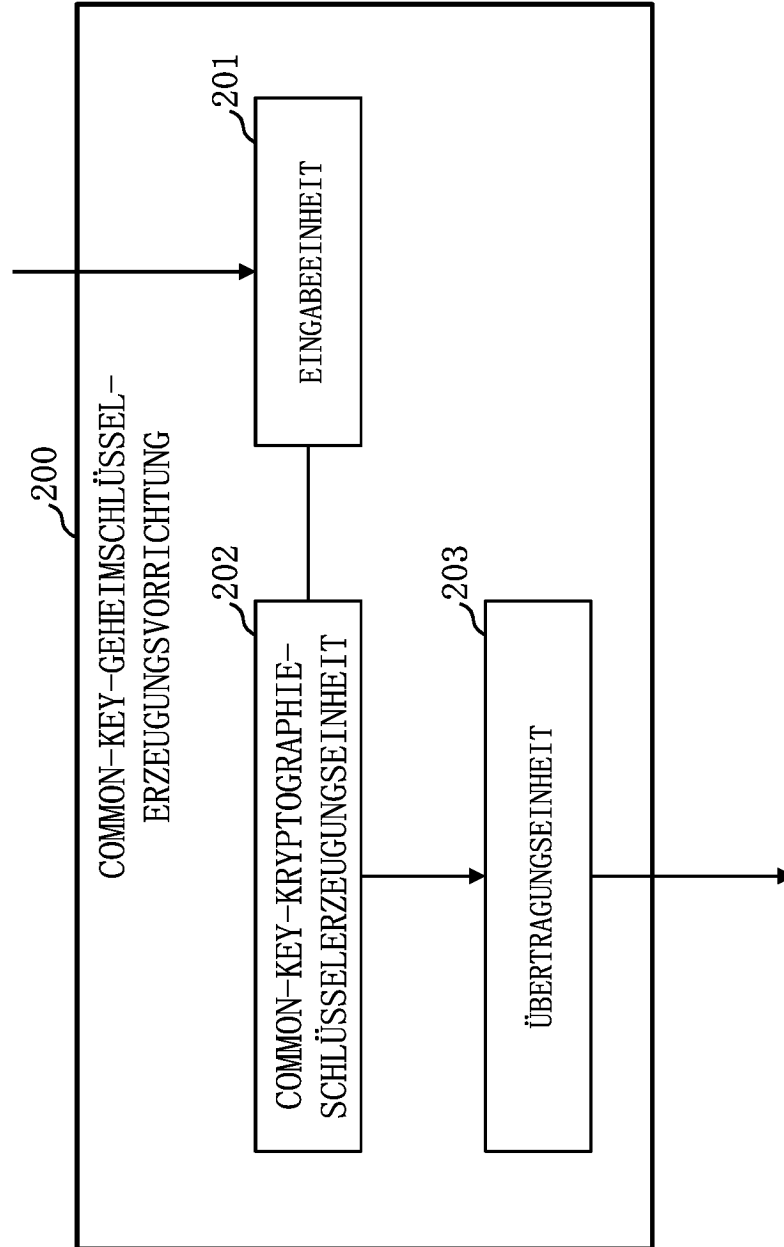 200
COMMON-KEY-GEHEIMSCHLÜSSEL-
ERZEUGUNGSVORRICHTUNG
202
COMMON-KEY-KRYPTOGRAPHIE-
SCHLÜSSELERZEUGUNGSEINHEIT
201
EINGABEEINHEIT
203
ÜBERTRAGUNGSEINHEIT